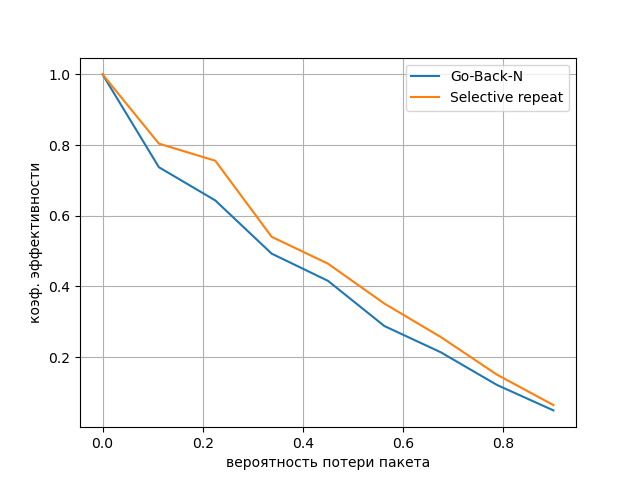 Go-Back-N
Selective repeat
1.0
0.8
0.6
0.4
0.2
коэф. эффективности
0.0 0.2 0.4 0.6 0.8
вероятность потери пакета